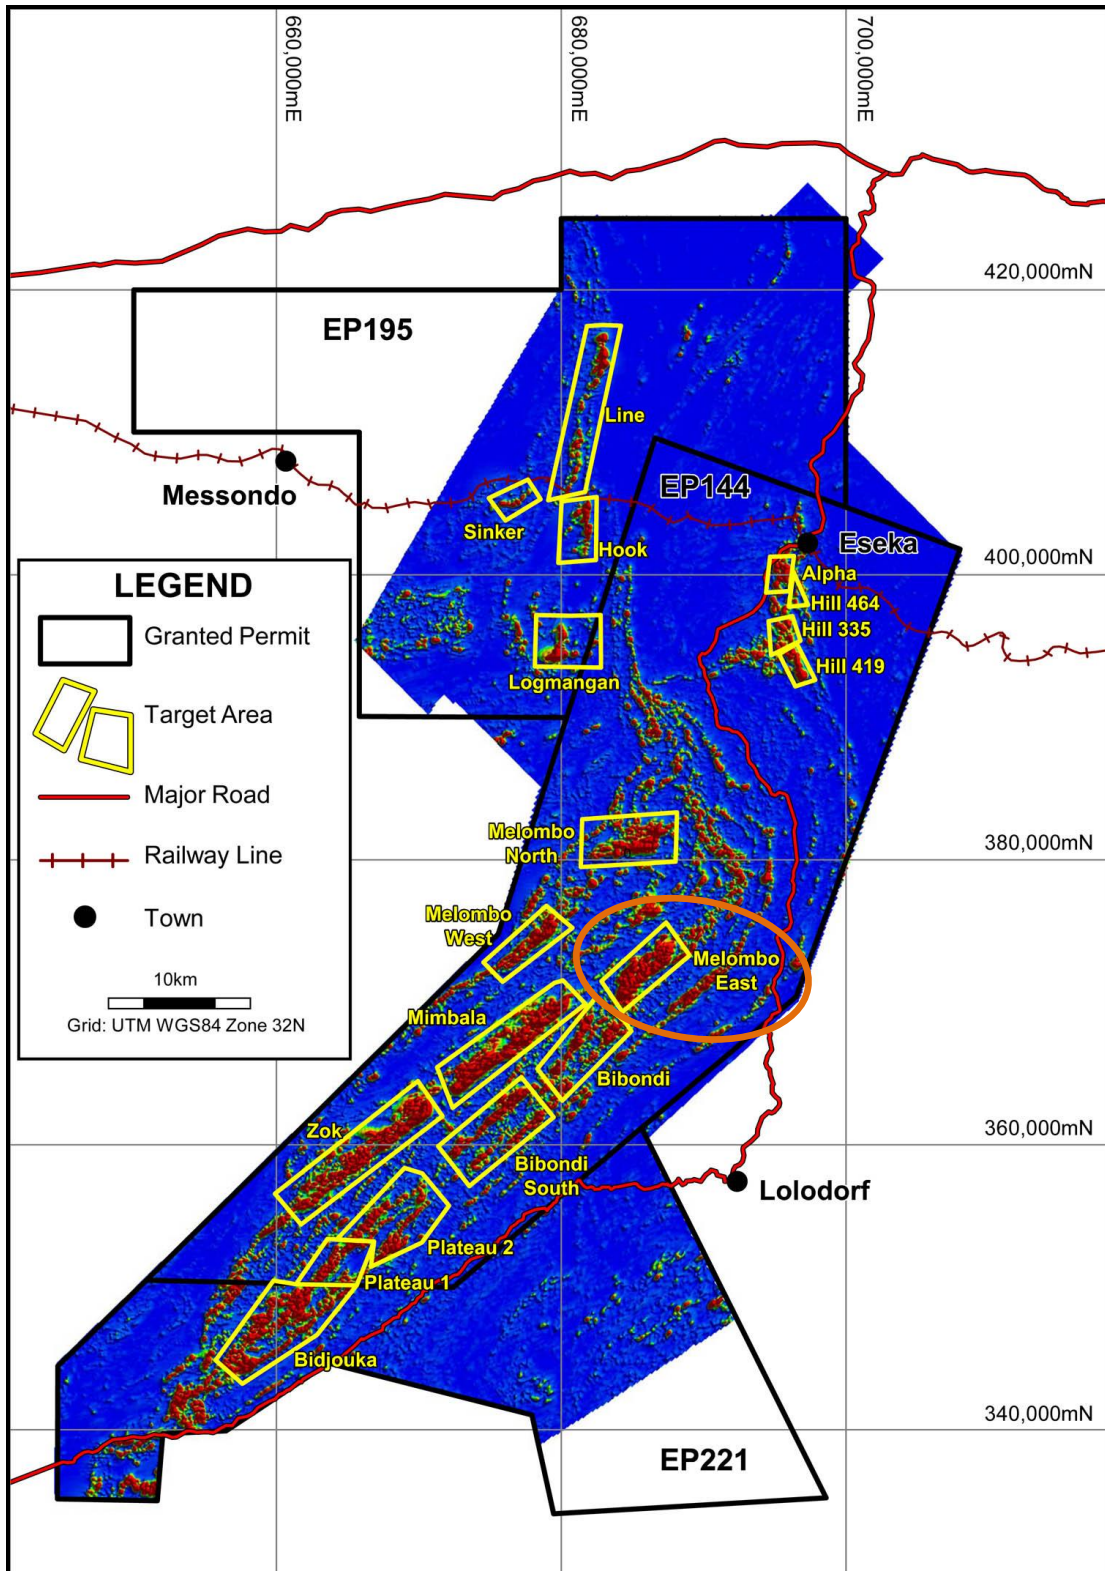 660,000mE
680,000mE
700,000mE
420,000mN
EP195
Line
EP144
Messondo
Sinker
Hook
Eseka
400,000mN
Alpha
Hill 464
Hill 335
Hill 419
Logmangan
LEGEND
Granted Permit
Target Area
Major Road
Railway Line
Town
10km
Grid: UTM WGS84 Zone 32N
Melombo
North
380,000mN
Melombo
West
Melombo
East
Mimbala
Bibondi
Zok
360,000mN
Bibondi
South
Lolodorf
Plateau 2
Plateau 1
Bidjouka
340,000mN
EP221